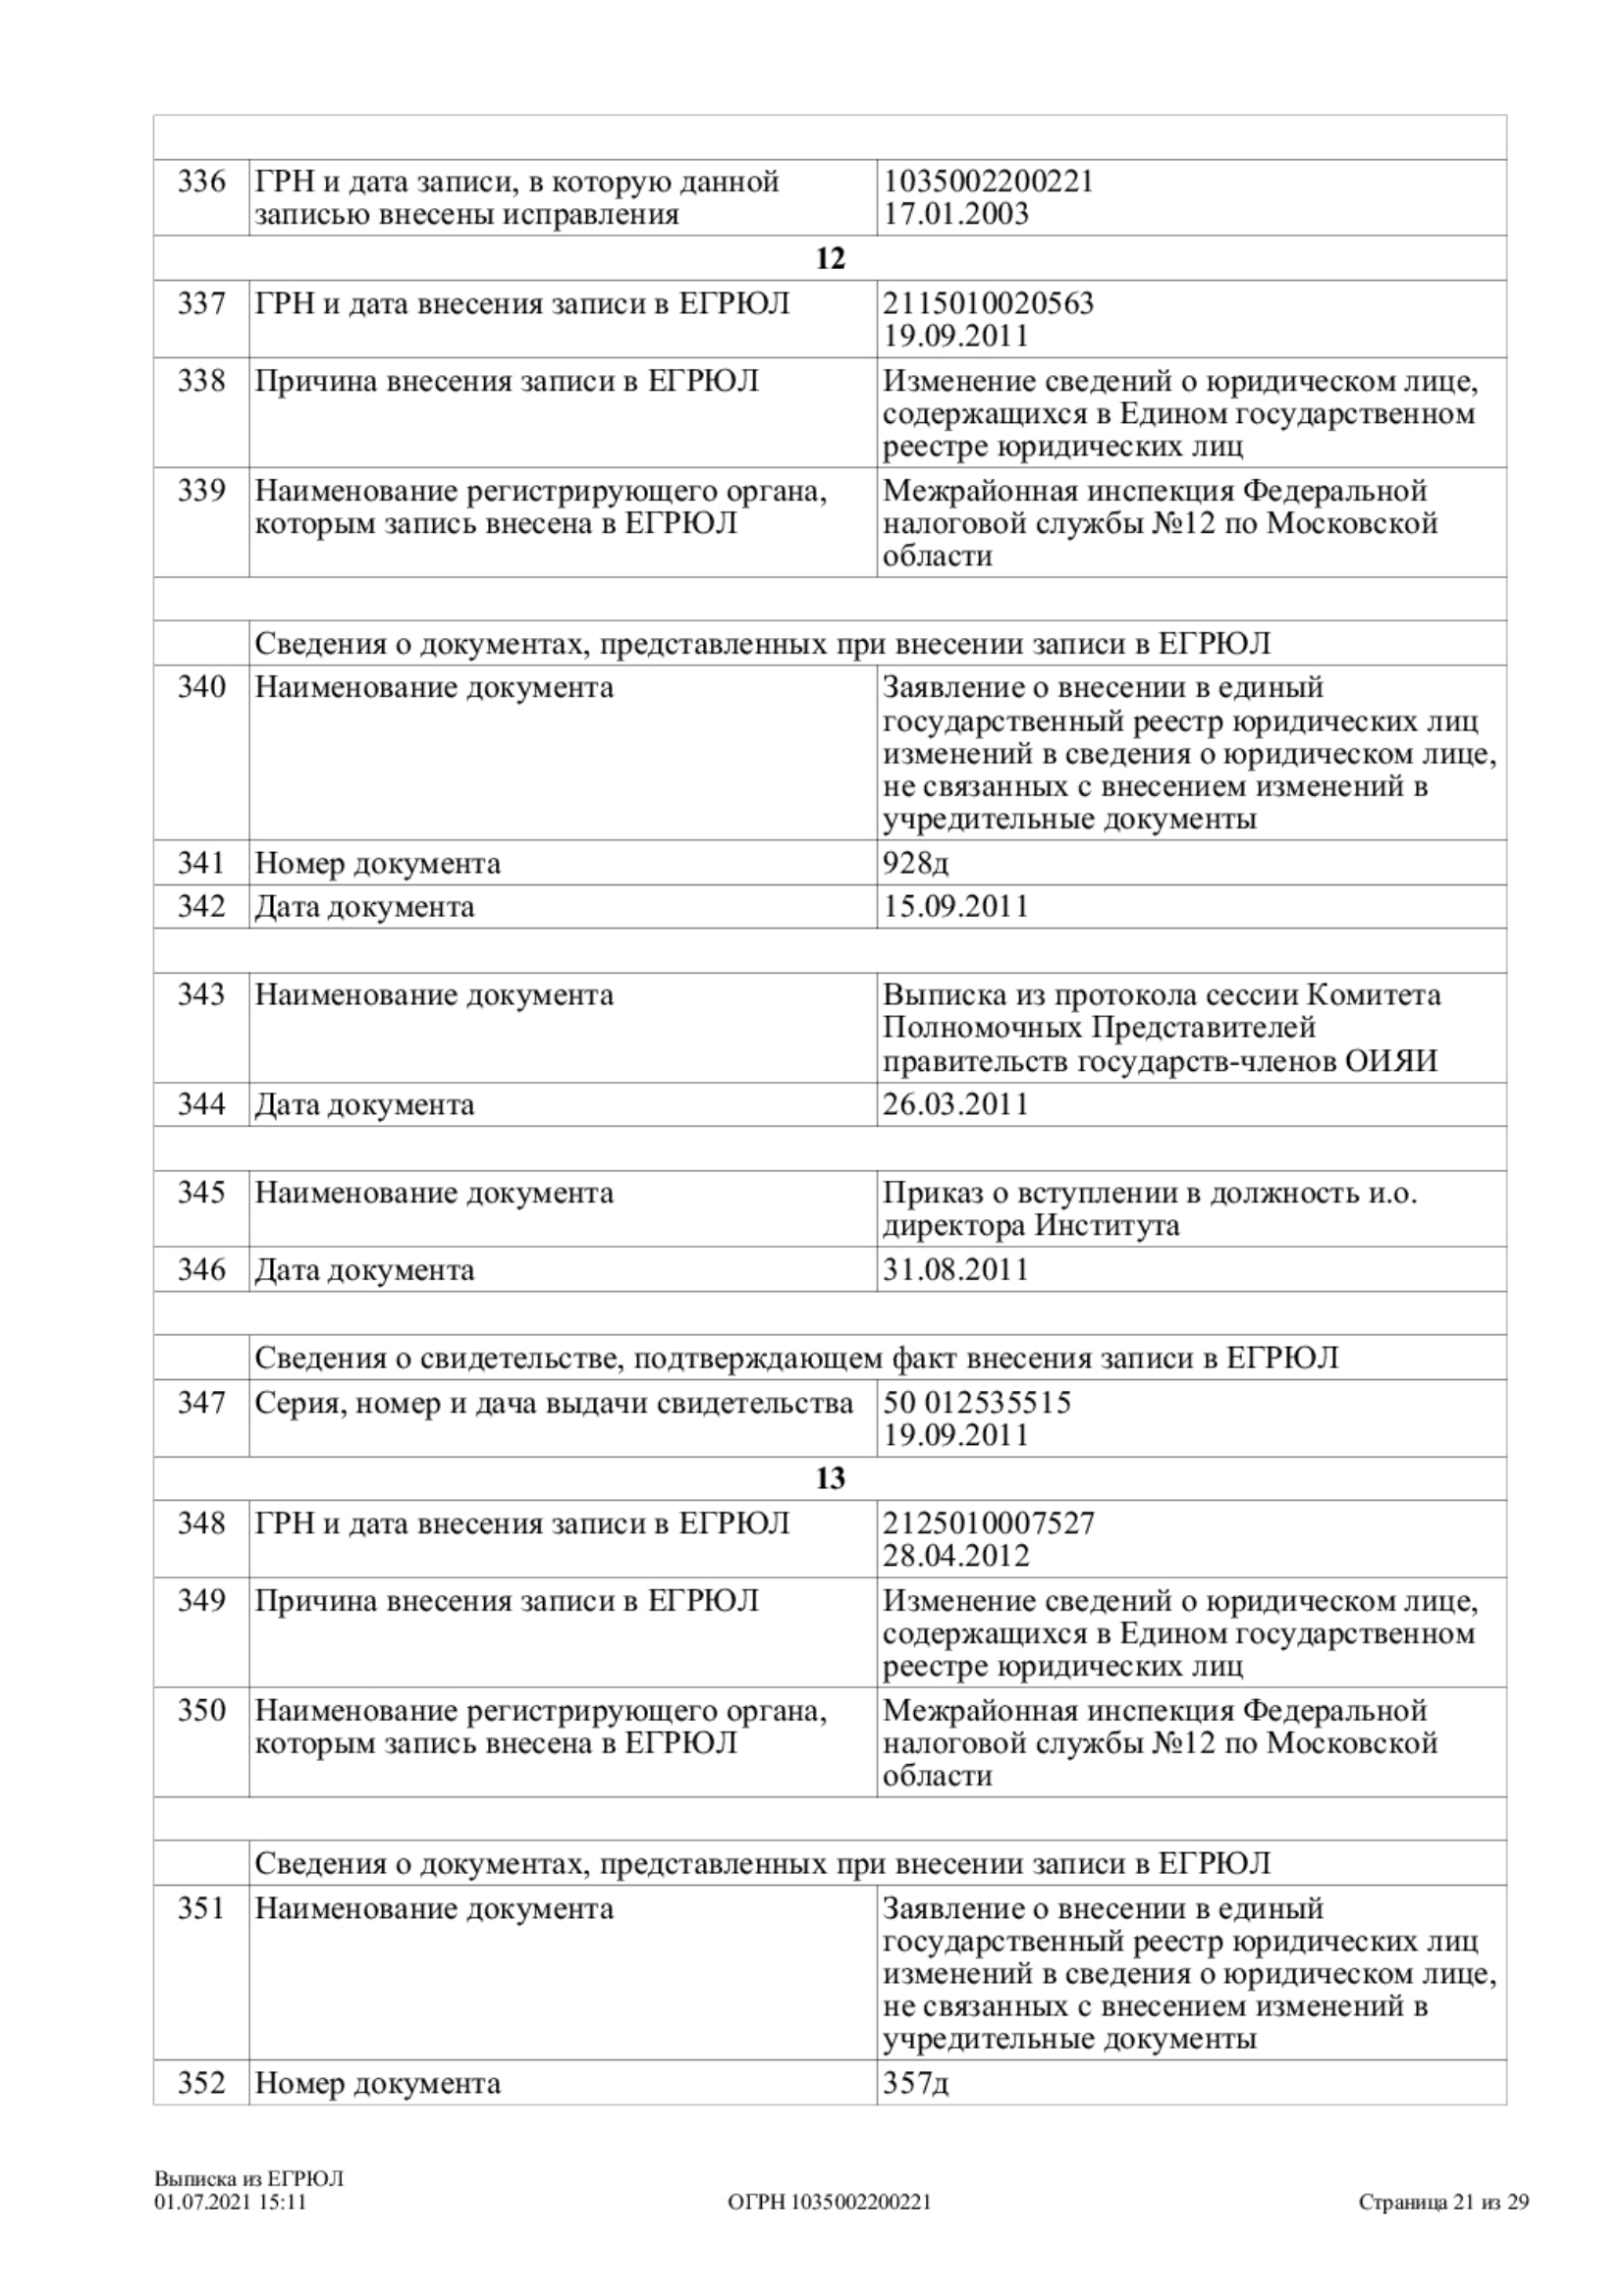 336 ГРН и дата записи, в которую данной 1035002200221
записью внесены исправления 17.01.2003
12
337 ГРН и дата внесения записи в ЕГРЮЛ 2115010020563
19.09.2011
338 Причина внесения записи в ЕГРЮЛ Изменение сведений о юридическом лице,
содержащихся в Едином государственном
реестре юридических лиц
339 Наименование регистрирующего органа, Межрайонная инспекция Федеральной
которым запись внесена в ЕГРЮЛ налоговой службы №12 по Московской
области
Сведения о документах, представленных при внесении записи в ЕГРЮЛ
340 Наименование документа Заявление о внесении в единый
государственный реестр юридических лиц
изменений в сведения о юридическом лице,
не связанных с внесением изменений в
учредительные документы
341 Номер документа 928д
342 Дата документа 15.09.2011
343 Наименование документа Выписка из протокола сессии Комитета
Полномочных Представителей
правительств государств-членов ОИЯИ
344 Дата документа 26.03.2011
345 Наименование документа Приказ о вступлении в должность и.о.
директора Института
346 Дата документа 31.08.2011
Сведения о свидетельстве, подтверждающем факт внесения записи в ЕГРЮЛ
347 Серия, номер и дача выдачи свидетельства 50 012535515
19.09.2011
13
348 ГРН и дата внесения записи в ЕГРЮЛ 2125010007527
28.04.2012
349 Причина внесения записи в ЕГРЮЛ Изменение сведений о юридическом лице,
содержащихся в Едином государственном
реестре юридических лиц
350 Наименование регистрирующего органа, Межрайонная инспекция Федеральной
которым запись внесена в ЕГРЮЛ налоговой службы №12 по Московской
области
Сведения о документах, представленных при внесении записи в ЕГРЮЛ
351 Наименование документа Заявление о внесении в единый
государственный реестр юридических лиц
изменений в сведения о юридическом лице,
не связанных с внесением изменений в
учредительные документы
352 Номер документа 357д
Выписка из ЕГРЮЛ
01.07.2021 15:11 ОГРН 1035002200221 Страница 21 из 29